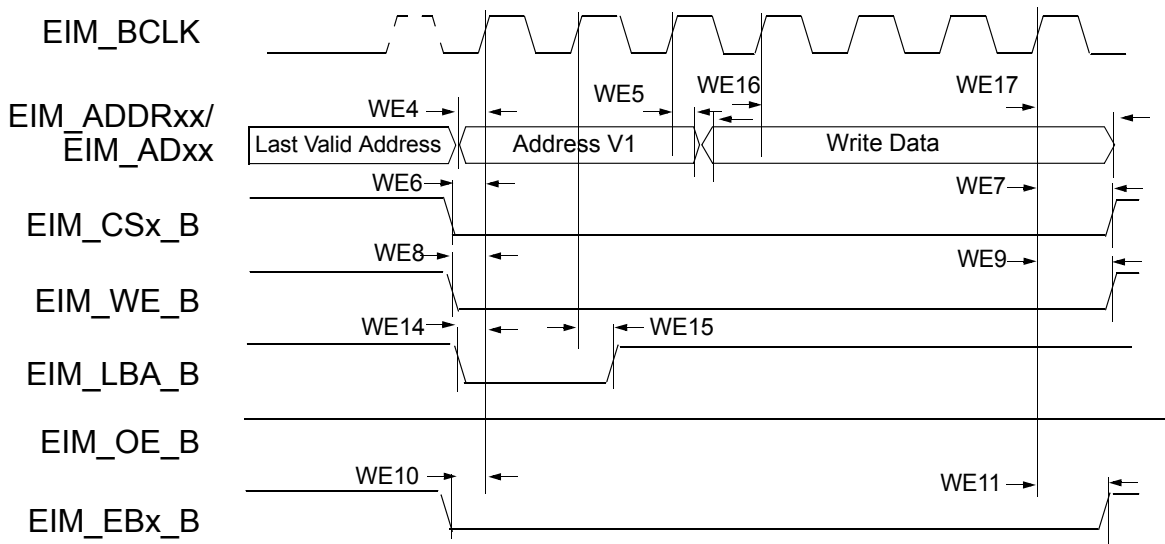 EIM_BCLK
WE4
WE5
WE16
WE17
EIM_ADDRxx/
EIM_ADxx
Last Valid Address
Address V1
Write Data
WE6
WE7
EIM_CSx_B
WE8
WE9
EIM_WE_B
WE14
WE15
EIM_LBA_B
EIM_OE_B
WE10
WE11
EIM_EBx_B